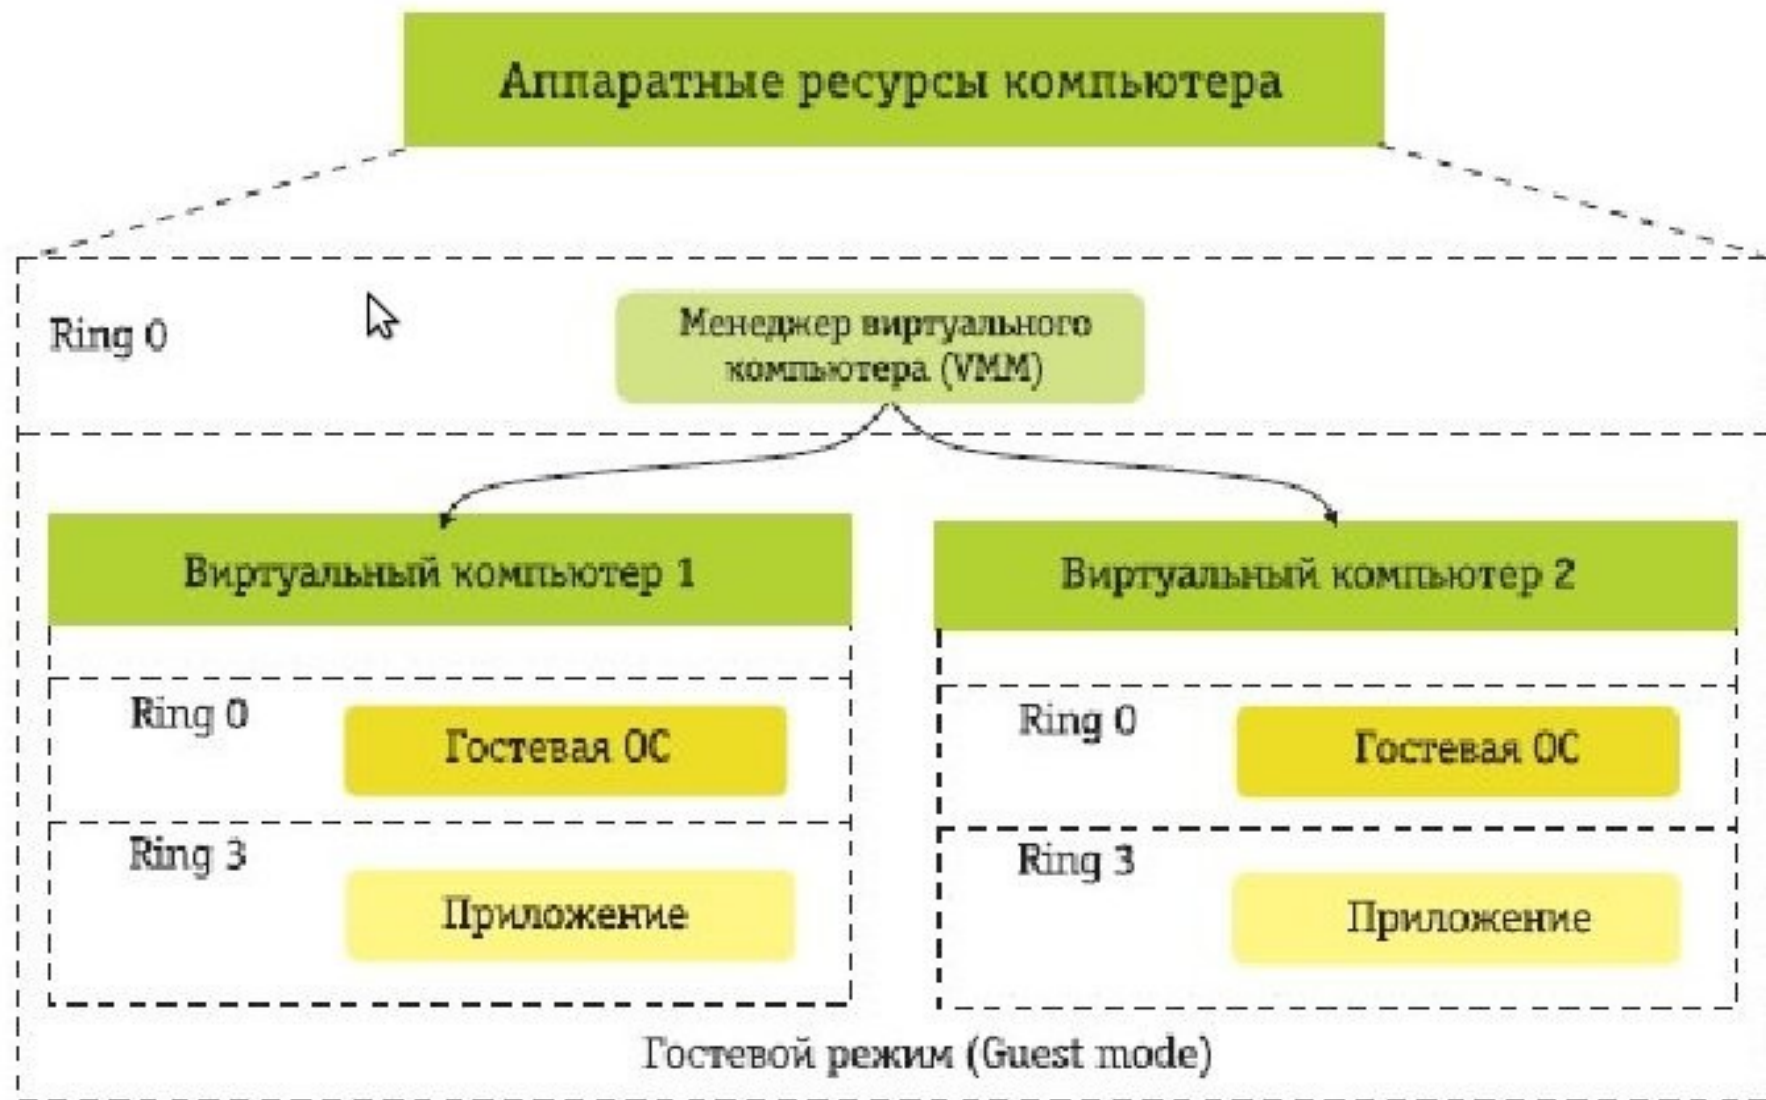 Аппаратные ресурсы компьютера
Ring 0
Менеджер виртуального
компьютера (VMM)
Виртуальный компьютер 1
Виртуальный компьютер 2
Ring 0
Гостевая ОС
Ring 0
Гостевая ОС
Ring 3
Приложение
Ring 3
Приложение
Гостевой режим (Guest mode)